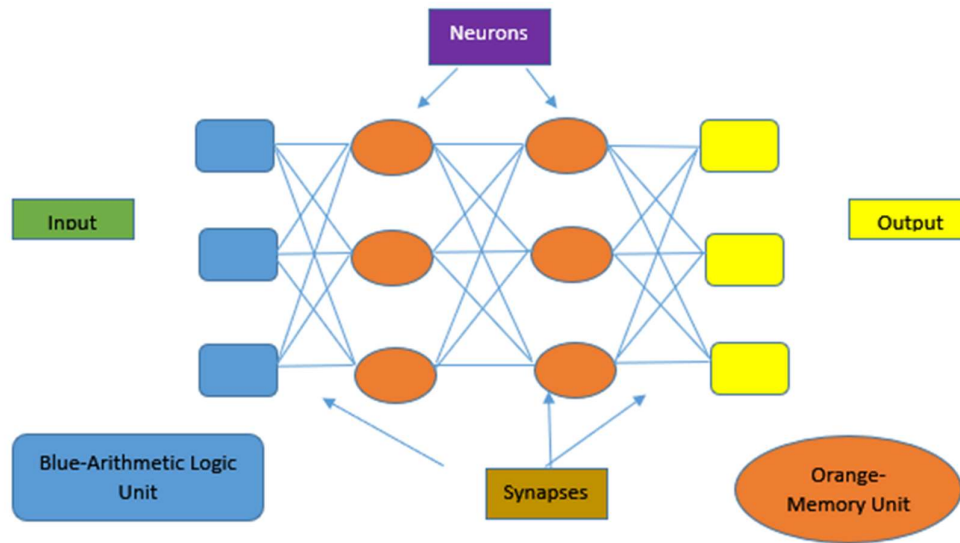 Neurons
Input
Output
Blue-Arithmetic Logic
Unit
Synapses
Orange-
Memory Unit